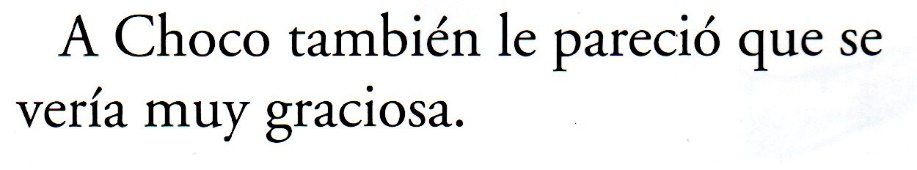 A Choco también le pareció que se
vería muy graciosa.